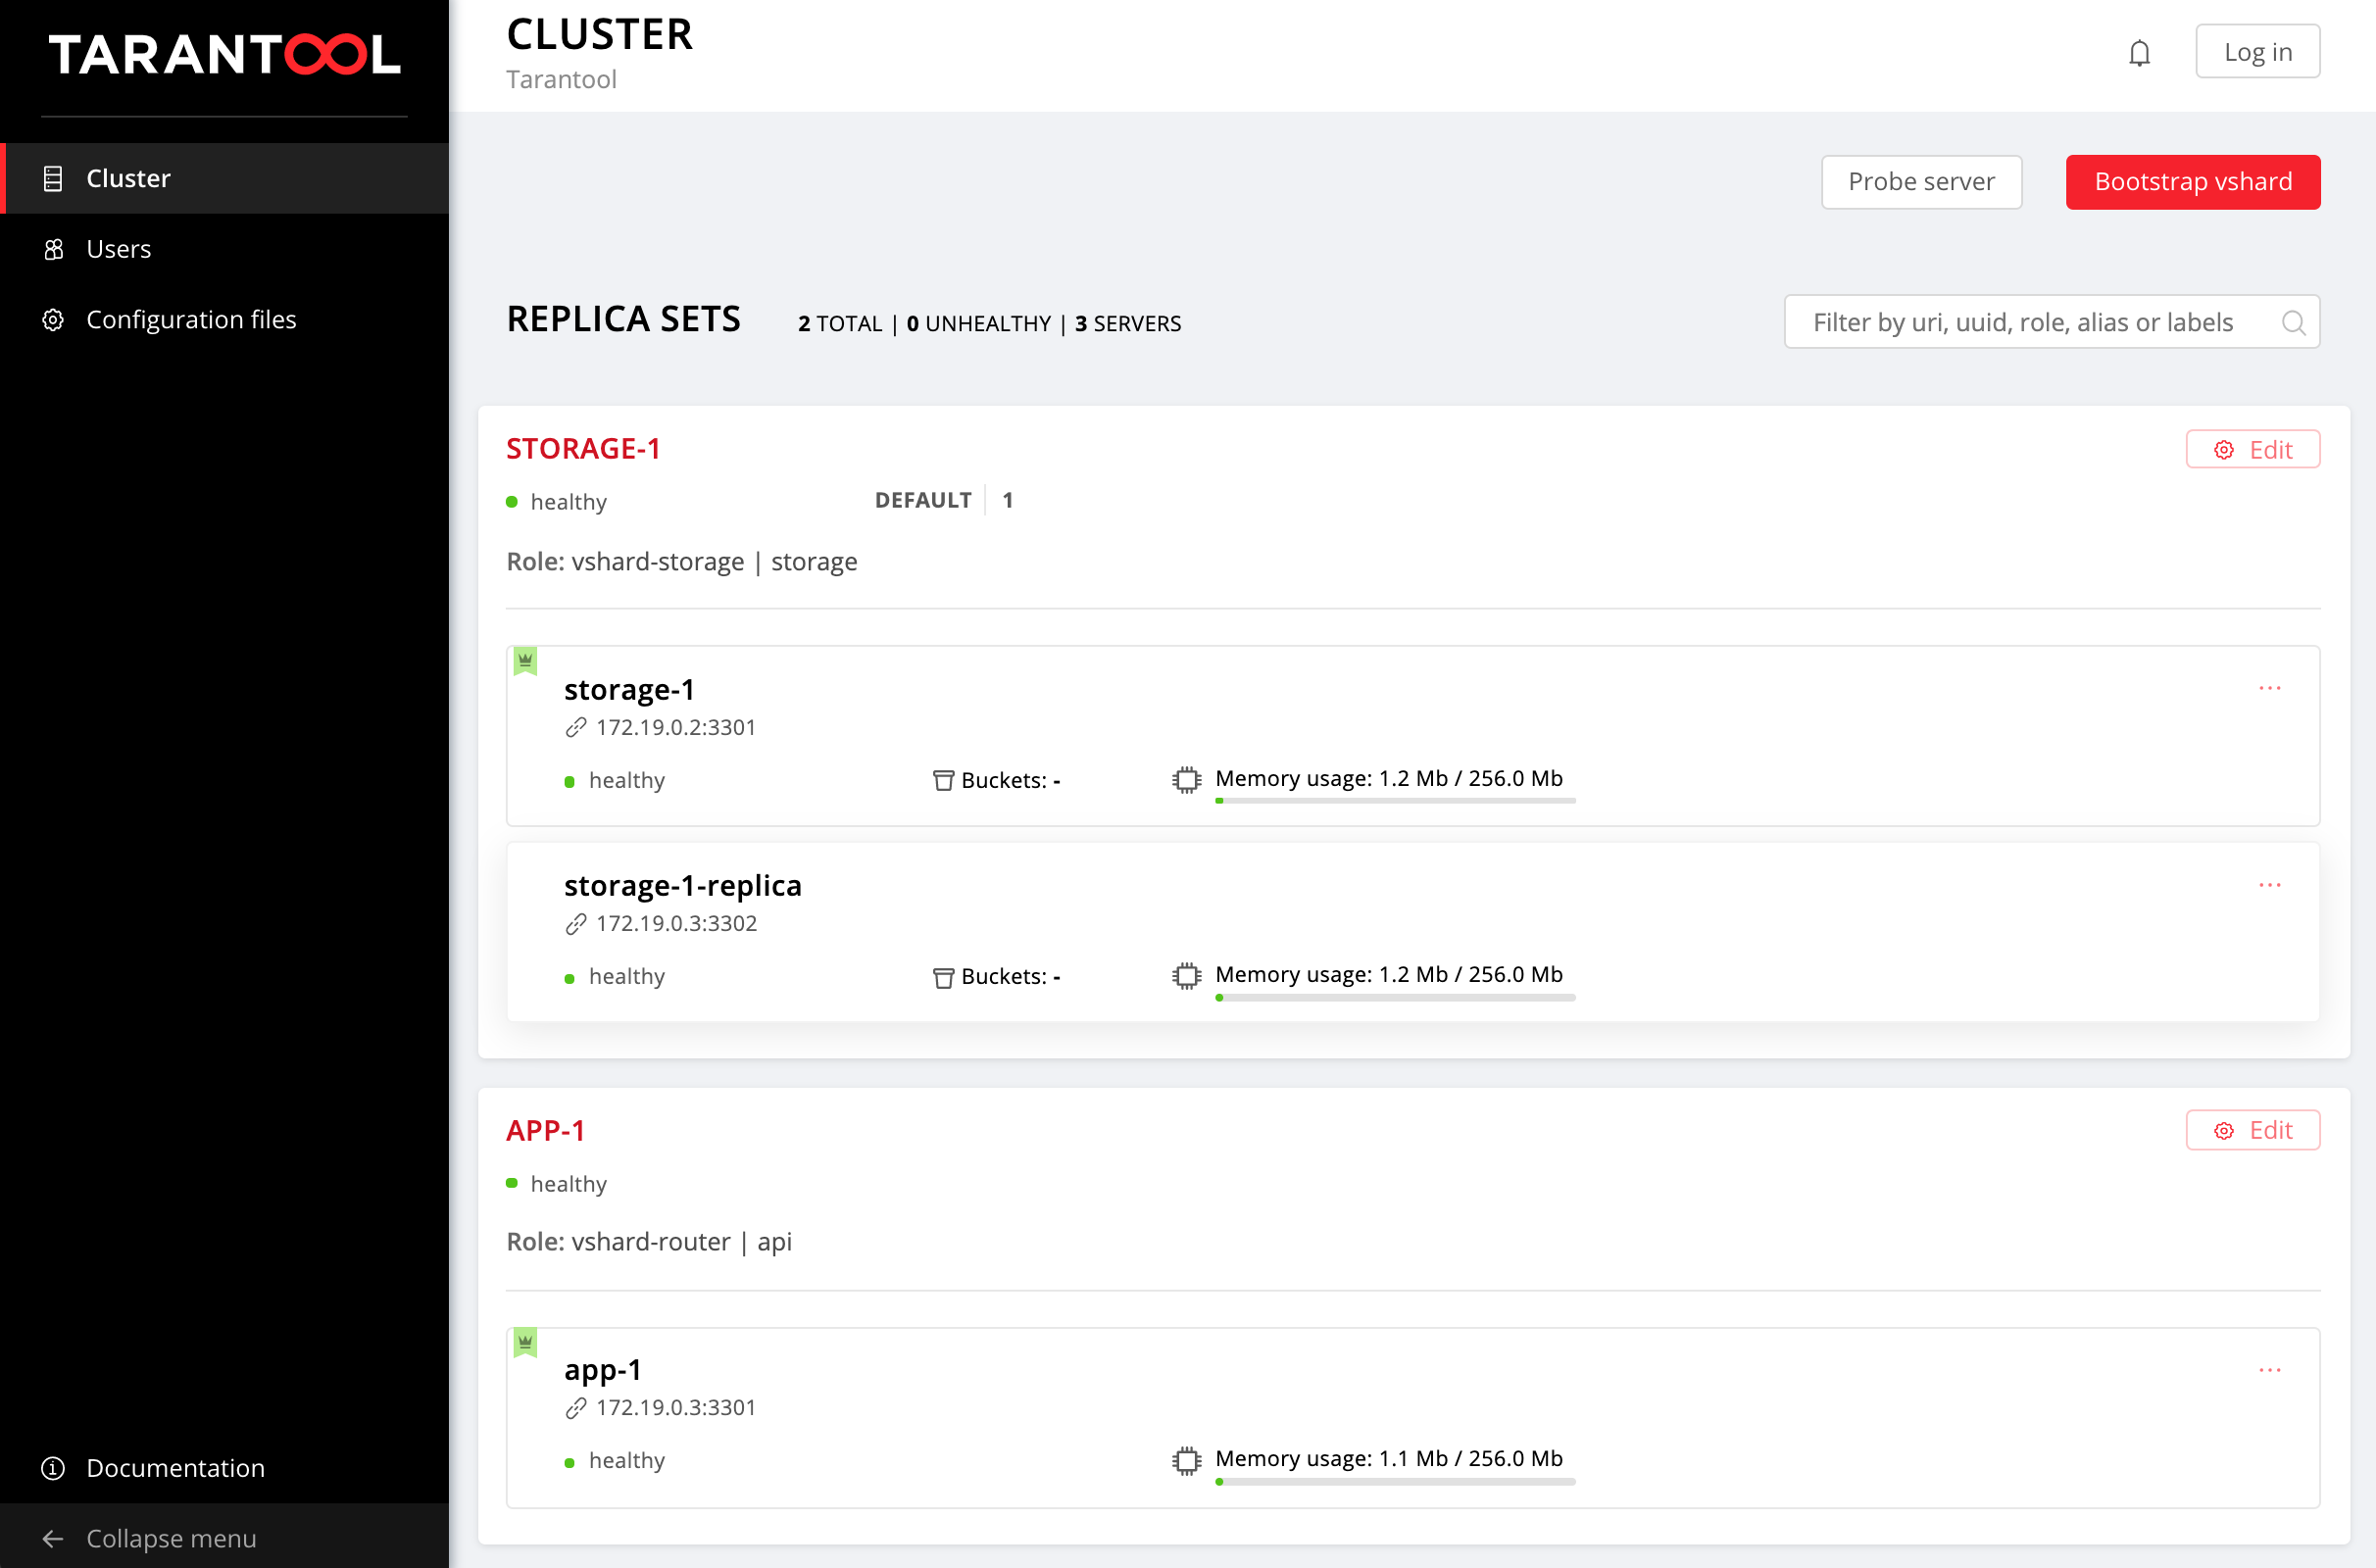 TARANTOOL
Cluster
Users
Configuration files
Documentation
Collapse menu
CLUSTER
Tarantool
Log in
Probe server
Bootstrap vshard
REPLICA SETS
2 TOTAL | 0 UNHEALTHY | 3 SERVERS
Filter by uri, uuid, role, alias or labels
STORAGE-1
Edit
healthy
DEFAULT 1
Role: vshard-storage | storage
storage-1
...
172.19.0.2:3301
healthy
Buckets: -
Memory usage: 1.2 Mb / 256.0 Mb
storage-1-replica
...
172.19.0.3:3302
healthy
Buckets: -
Memory usage: 1.2 Mb / 256.0 Mb
APP-1
Edit
healthy
Role: vshard-router | api
app-1
...
172.19.0.3:3301
healthy
Memory usage: 1.1 Mb / 256.0 Mb